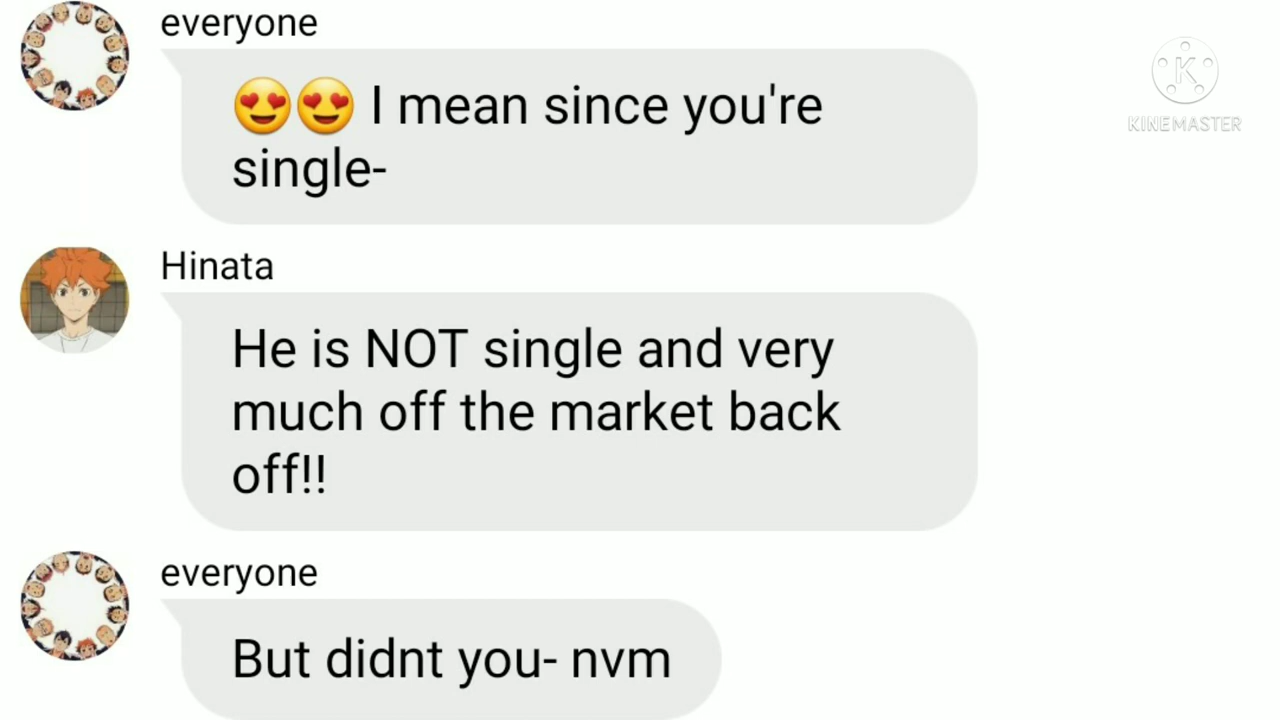 everyone
😍😍 I mean since you're
single-
KINEMASTER
Hinata
He is NOT single and very
much off the market back
off!!
everyone
But didnt you- nvm